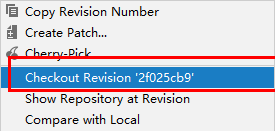 Copy Revision Number
Create Patch...
Cherry-Pick
Checkout Revision '2f025cb9'
Show Repository at Revision
Compare with Local